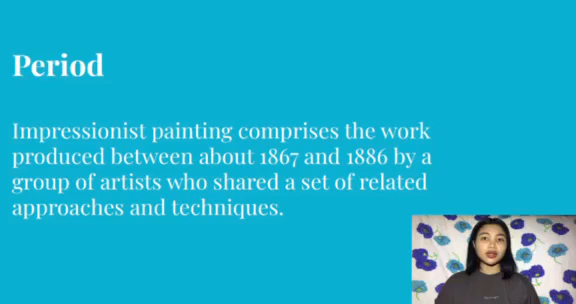 Period
Impressionist painting comprises the work
produced between about 1867 and 1886 by a
group of artists who shared a set of related
approaches and techniques.